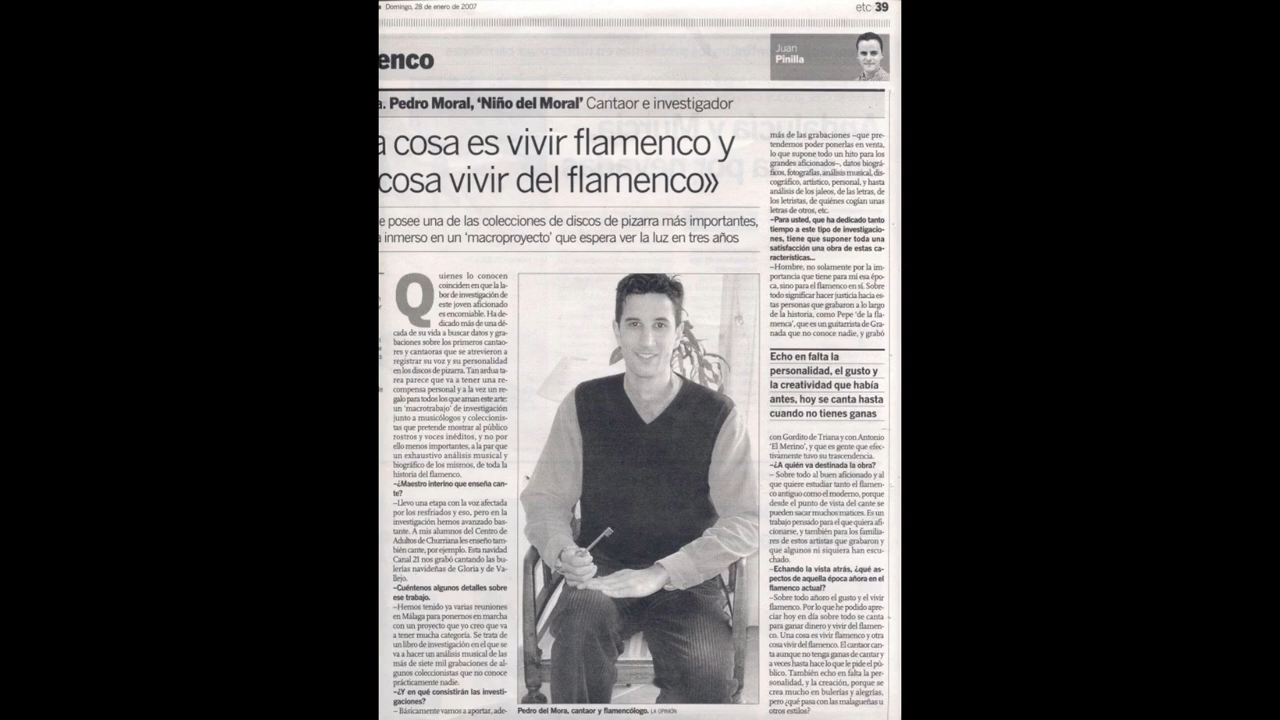 Domingo, 28 de enero de 2007
etc 39
enco
Juan
Pinilla
a. Pedro Moral, ‘Niño del Moral’ Cantaor e investigador
a cosa es vivir flamenco y
cosa vivir del flamenco»
e posee una de las colecciones de discos de pizarra más importantes,
a inmerso en un ‘macroproyecto’ que espera ver la luz en tres años
Quienes lo conocen
coinciden en que la la-
bor de investigación de
este joven aficionado
es encomiable. Ha de-
dicado más de una dé-
cada de su vida a buscar datos y gra-
baciones sobre los primeros cantao-
res y cantaoras que se atrevieron a
registrar su voz y su personalidad
en los discos de pizarra. Tan ardua ta-
rea parece que va a tener una re-
compensa personal y a la vez un re-
galo para todos los que aman este arte:
un ‘macrotrabajo’ de investigación
junto a musicólogos y coleccionis-
tas que pretende mostrar al público
rostros y voces inéditos, y no por
ello menos importantes, a la par que
un exhaustivo análisis musical y
biográfico de los mismos, de toda la
historia del flamenco.
–¿Maestro interino que enseña can-
te?
–Llevo una etapa con la voz afectada
por los resfriados y eso, pero en la
investigación hemos avanzado bas-
tante. A mis alumnos del Centro de
Adultos de Churriana les enseño tam-
bién cante, por ejemplo. Esta navidad
Canal 21 nos grabó cantando las bu-
lerías navideñas de Gloria y de Va-
llejo.
–Cuéntenos algunos detalles sobre
ese trabajo.
–Hemos tenido ya varias reuniones
en Málaga para ponernos en marcha
con un proyecto que yo creo que va
a tener mucha categoría. Se trata de
un libro de investigación en el que se
va a hacer un análisis musical de las
más de siete mil grabaciones de al-
gunos coleccionistas que no conoce
prácticamente nadie.
–¿Y en qué consistirán las investi-
gaciones?
– Básicamente vamos a aportar, ade-
Pedro del Mora, cantaor y flamencólogo. LA OPINIÓN
más de las grabaciones –que pre-
tendemos poder ponerlas en venta,
lo que supone todo un hito para los
grandes aficionados–, datos biográ-
ficos, fotografías, análisis musical, dis-
cográfico, artístico, personal, y hasta
análisis de los jaleos, de las letras, de
los letristas, de quiénes cogían unas
letras de otros, etc.
–Para usted, que ha dedicado tanto
tiempo a este tipo de investigacio-
nes, tiene que suponer toda una
satisfacción una obra de estas ca-
racterísticas...
–Hombre, no solamente por la im-
portancia que tiene para mi esa épo-
ca, sino para el flamenco en sí. Sobre
todo significar hacer justicia hacia es-
tas personas que grabaron a lo largo
de la historia, como Pepe ‘de la fla-
menca’, que es un guitarrista de Gra-
nada que no conoce nadie, y grabó
Echo en falta la
personalidad, el gusto y
la creatividad que había
antes, hoy se canta hasta
cuando no tienes ganas
con Gordito de Triana y con Antonio
‘El Merino’, y que es gente que efec-
tivamente tuvo su trascendencia.
–¿A quién va destinada la obra?
– Sobre todo al buen aficionado y al
que quiere estudiar tanto el flamen-
co antiguo como el moderno, porque
desde el punto de vista del cante se
pueden sacar muchos matices. Es un
trabajo pensado para el que quiera afi-
cionarse, y también para los familia-
res de estos artistas que grabaron y
que algunos ni siquiera han escu-
chado.
–Echando la vista atrás, ¿qué as-
pectos de aquella época añora en el
flamenco actual?
–Sobre todo añoro el gusto y el vivir
flamenco. Por lo que he podido apre-
ciar hoy en día sobre todo se canta
para ganar dinero y vivir del flamen-
co. Una cosa es vivir flamenco y otra
cosa vivir del flamenco. El cantaor can-
ta aunque no tenga ganas de cantar y
a veces hasta hace lo que le pide el pú-
blico. También echo en falta la per-
sonalidad, y la creación, porque se
crea mucho en bulerías y alegrías,
pero ¿qué pasa con las malagueñas u
otros estilos?